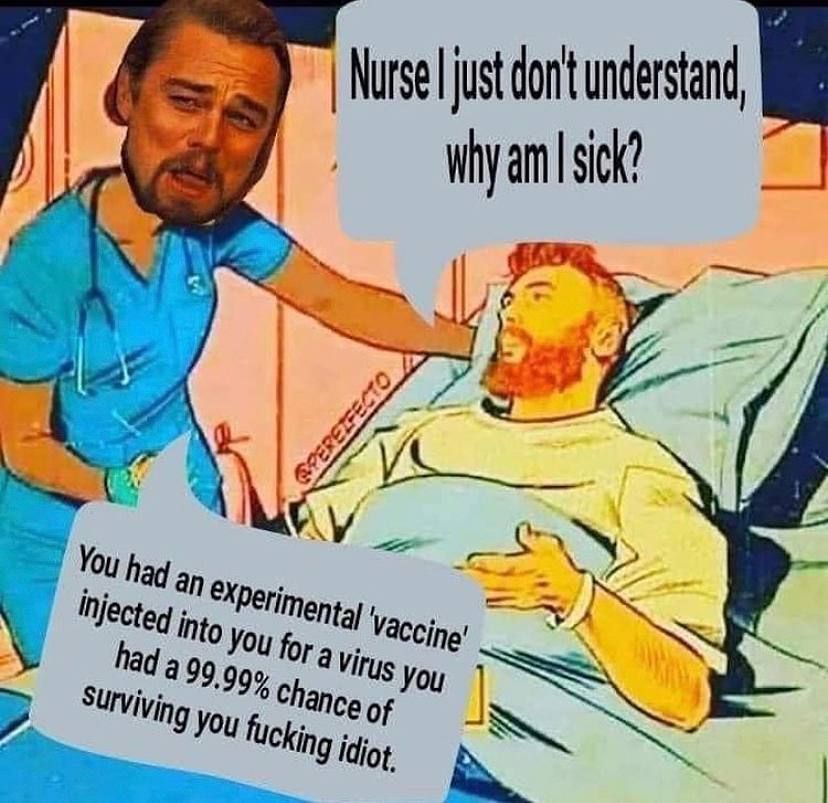 Nurse I just don't understand,
why am I sick?
@PEREIFECTO
You had an experimental 'vaccine'
injected into you for a virus you
had a 99.99% chance of
surviving you fucking idiot.